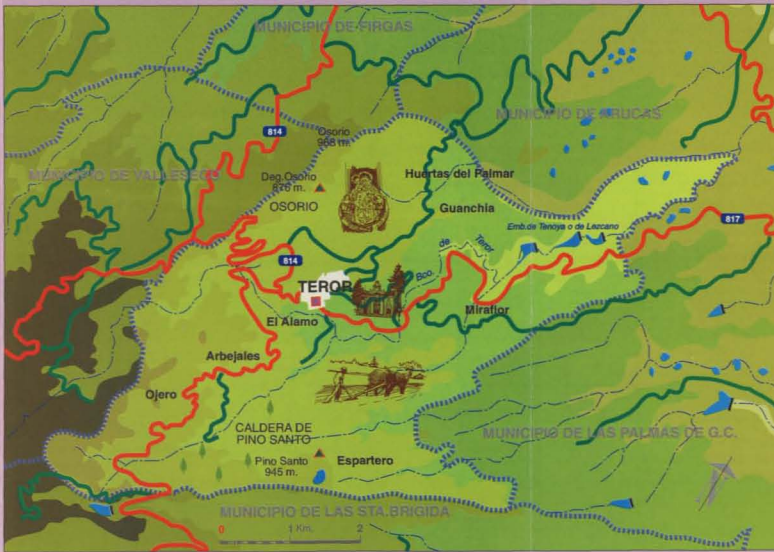 MUNICIPIO DE FIRGAS
MUNICIPIO DE ARUCAS
814
Osorio
968 m.
MUNICIPIO DE VALLESECO
Deg.Osorio
876 m.
OSORIO
Huertas del Palmar
Guanchia
817
Emb.de Tenoya o de Lezcano
Bco. de Teror
814
TEROR
El Alamo
Miraflor
Arbejales
Ojero
CALDERA DE
PINO SANTO
Pino Santo
945 m.
Espartero
MUNICIPIO DE LAS PALMAS DE G.C.
MUNICIPIO DE LAS STA.BRIGIDA
0 1 Km. 2